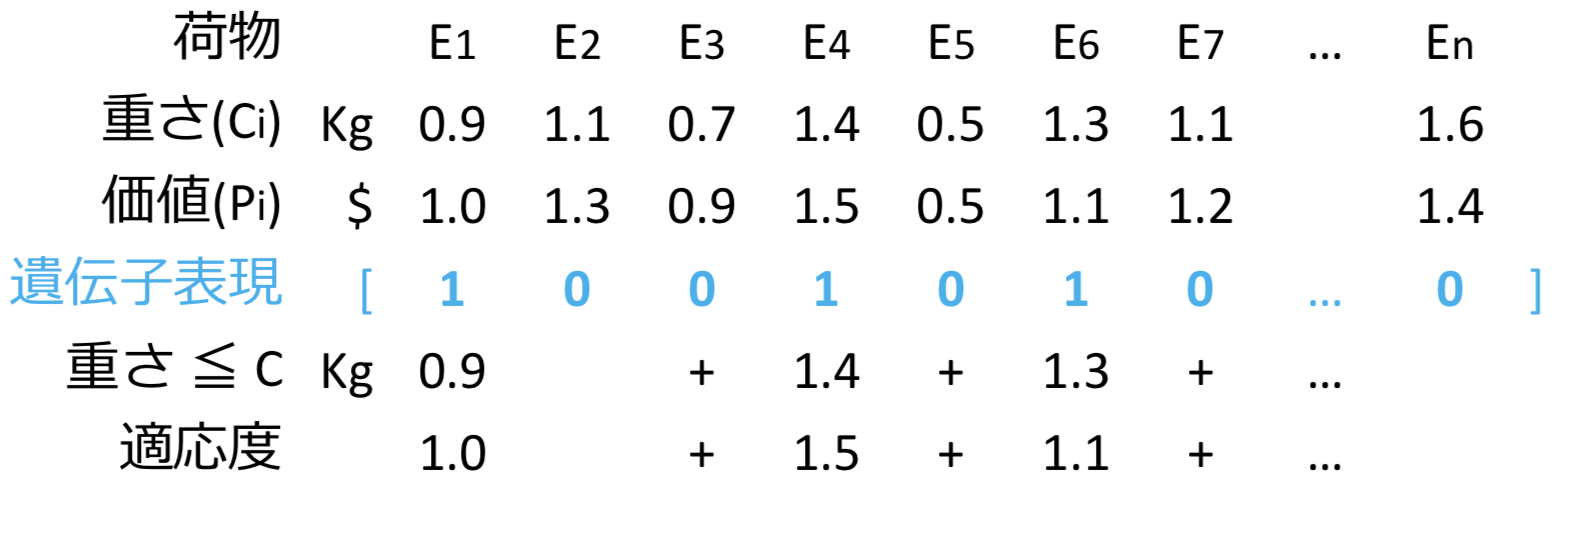 荷物 E1 E2 E3 E4 E5 E6 E7 ... En
重さ(Ci) Kg 0.9 1.1 0.7 1.4 0.5 1.3 1.1 1.6
価値(Pi) $ 1.0 1.3 0.9 1.5 0.5 1.1 1.2 1.4
遺伝子表現 [ 1 0 0 1 0 1 0 ... 0 ]
重さ ≦ C Kg 0.9 + 1.4 + 1.3 + ...
適応度 1.0 + 1.5 + 1.1 + ...